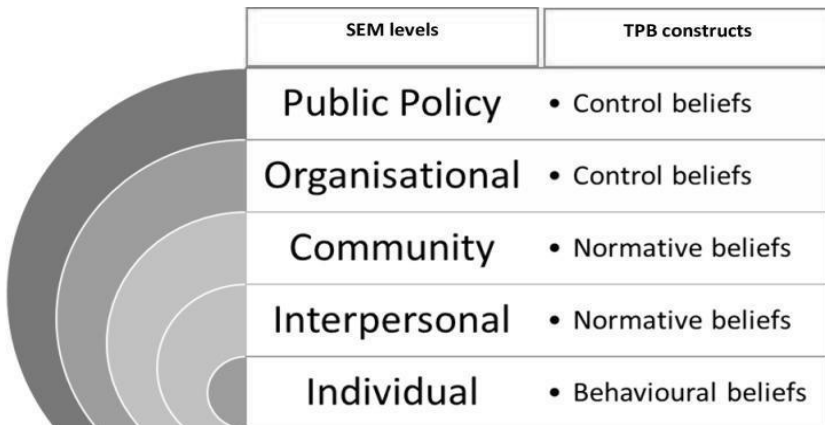 SEM levels TPB constructs
Public Policy • Control beliefs
Organisational • Control beliefs
Community • Normative beliefs
Interpersonal • Normative beliefs
Individual • Behavioural beliefs